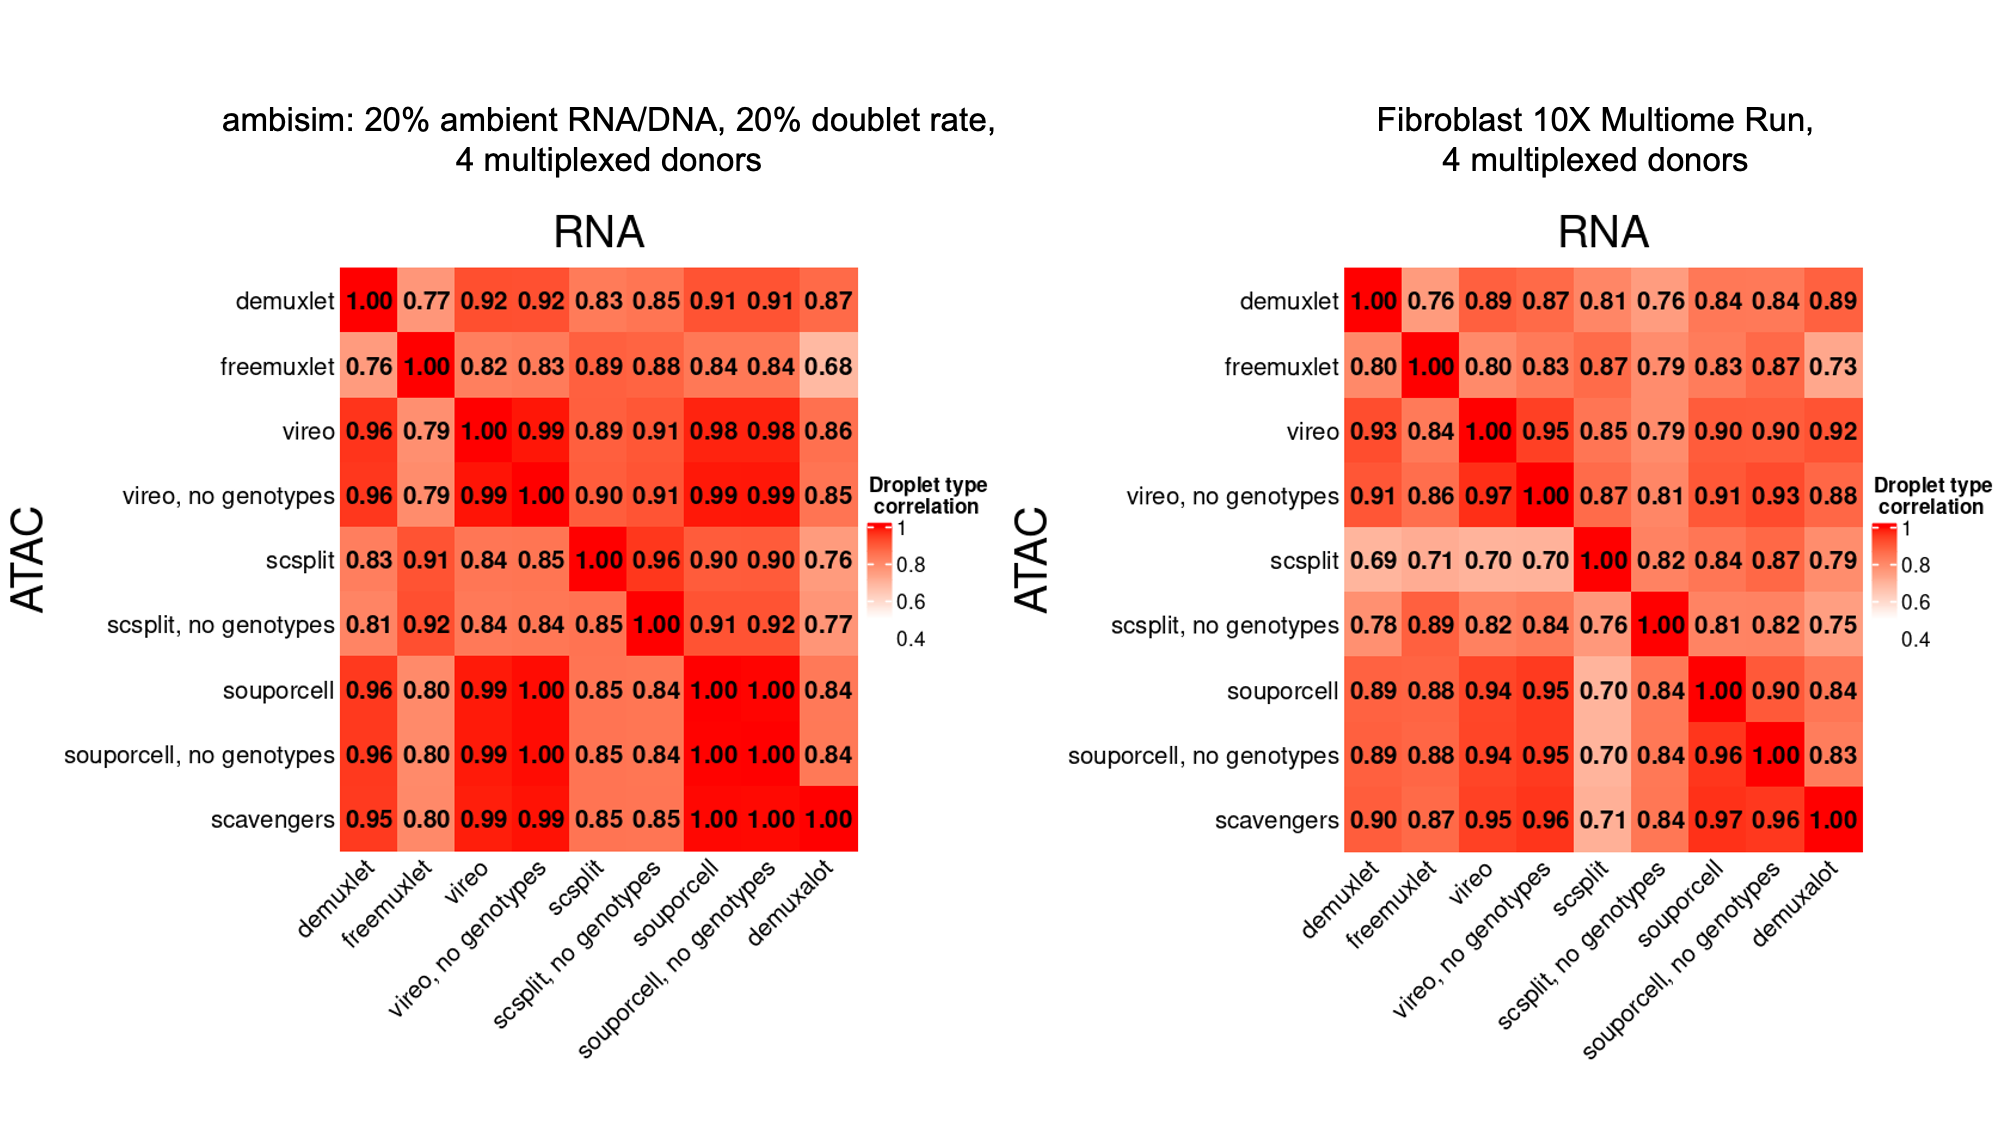 ambisim: 20% ambient RNA/DNA, 20% doublet rate,
4 multiplexed donors
RNA
ATAC
demuxlet 1.00 0.77 0.92 0.92 0.83 0.85 0.91 0.91 0.87
freemuxlet 0.76 1.00 0.82 0.83 0.89 0.88 0.84 0.84 0.68
vireo 0.96 0.79 1.00 0.99 0.89 0.91 0.98 0.98 0.86
vireo, no genotypes 0.96 0.79 0.99 1.00 0.90 0.91 0.99 0.99 0.85
scsplit 0.83 0.91 0.84 0.85 1.00 0.96 0.90 0.90 0.76
scsplit, no genotypes 0.81 0.92 0.84 0.84 0.85 1.00 0.91 0.92 0.77
souporcell 0.96 0.80 0.99 1.00 0.85 0.84 1.00 1.00 0.84
souporcell, no genotypes 0.96 0.80 0.99 1.00 0.85 0.84 1.00 1.00 0.84
scavengers 0.95 0.80 0.99 0.99 0.85 0.85 1.00 1.00 1.00
demuxlet
freemuxlet
vireo
vireo, no genotypes
scsplit
scsplit, no genotypes
souporcell
souporcell, no genotypes
demuxalot
Droplet type
correlation
1
0.8
0.6
0.4
Fibroblast 10X Multiome Run,
4 multiplexed donors
RNA
ATAC
demuxlet 1.00 0.76 0.89 0.87 0.81 0.76 0.84 0.84 0.89
freemuxlet 0.80 1.00 0.80 0.83 0.87 0.79 0.83 0.87 0.73
vireo 0.93 0.84 1.00 0.95 0.85 0.79 0.90 0.90 0.92
vireo, no genotypes 0.91 0.86 0.97 1.00 0.87 0.81 0.91 0.93 0.88
scsplit 0.69 0.71 0.70 0.70 1.00 0.82 0.84 0.87 0.79
scsplit, no genotypes 0.78 0.89 0.82 0.84 0.76 1.00 0.81 0.82 0.75
souporcell 0.89 0.88 0.94 0.95 0.70 0.84 1.00 0.90 0.84
souporcell, no genotypes 0.89 0.88 0.94 0.95 0.70 0.84 0.96 1.00 0.83
scavengers 0.90 0.87 0.95 0.96 0.71 0.84 0.97 0.96 1.00
demuxlet
freemuxlet
vireo
vireo, no genotypes
scsplit
scsplit, no genotypes
souporcell
souporcell, no genotypes
demuxalot
Droplet type
correlation
1
0.8
0.6
0.4